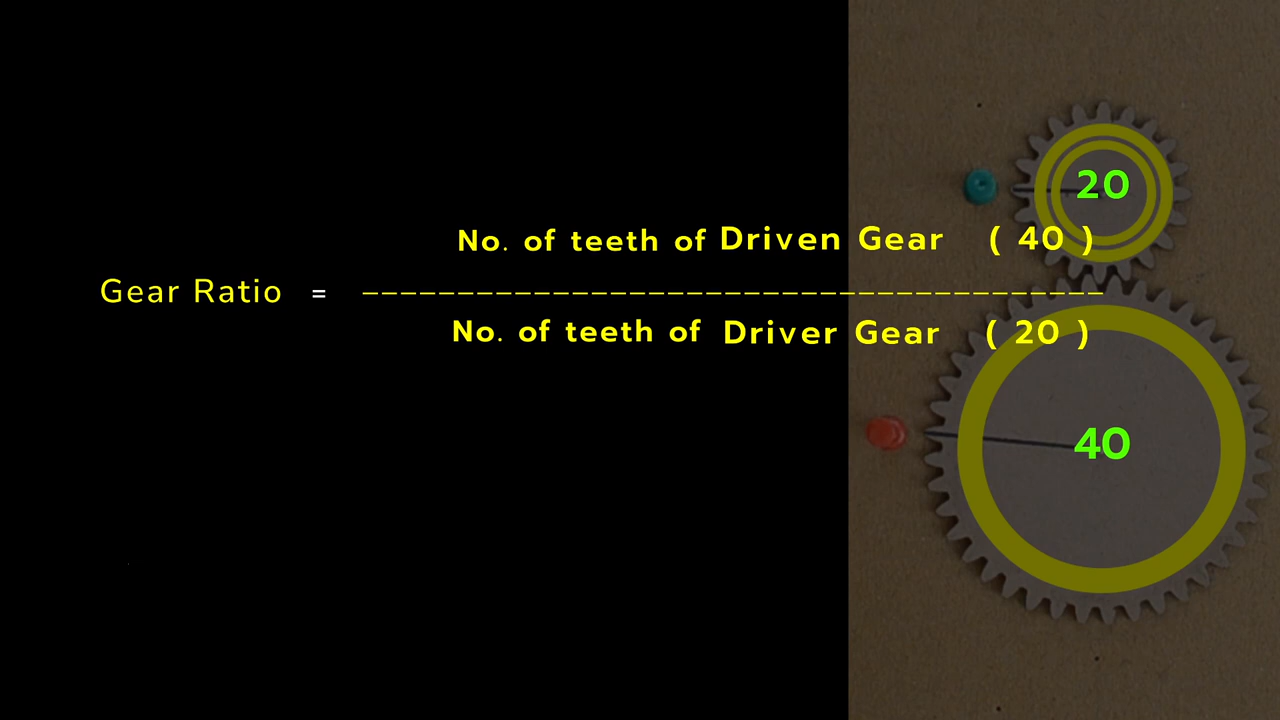 20
No. of teeth of Driven Gear ( 40 )
Gear Ratio = ---------------------------------------
No. of teeth of Driver Gear ( 20 )
40